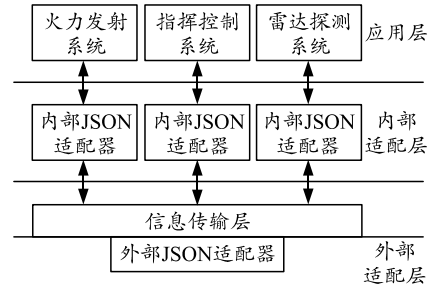 火力发射 指挥控制 雷达探测 应用层
系统 系统 系统
内部JSON 内部JSON 内部JSON 内部
适配器 适配器 适配器 适配层
信息传输层
外部JSON适配器 外部
适配层